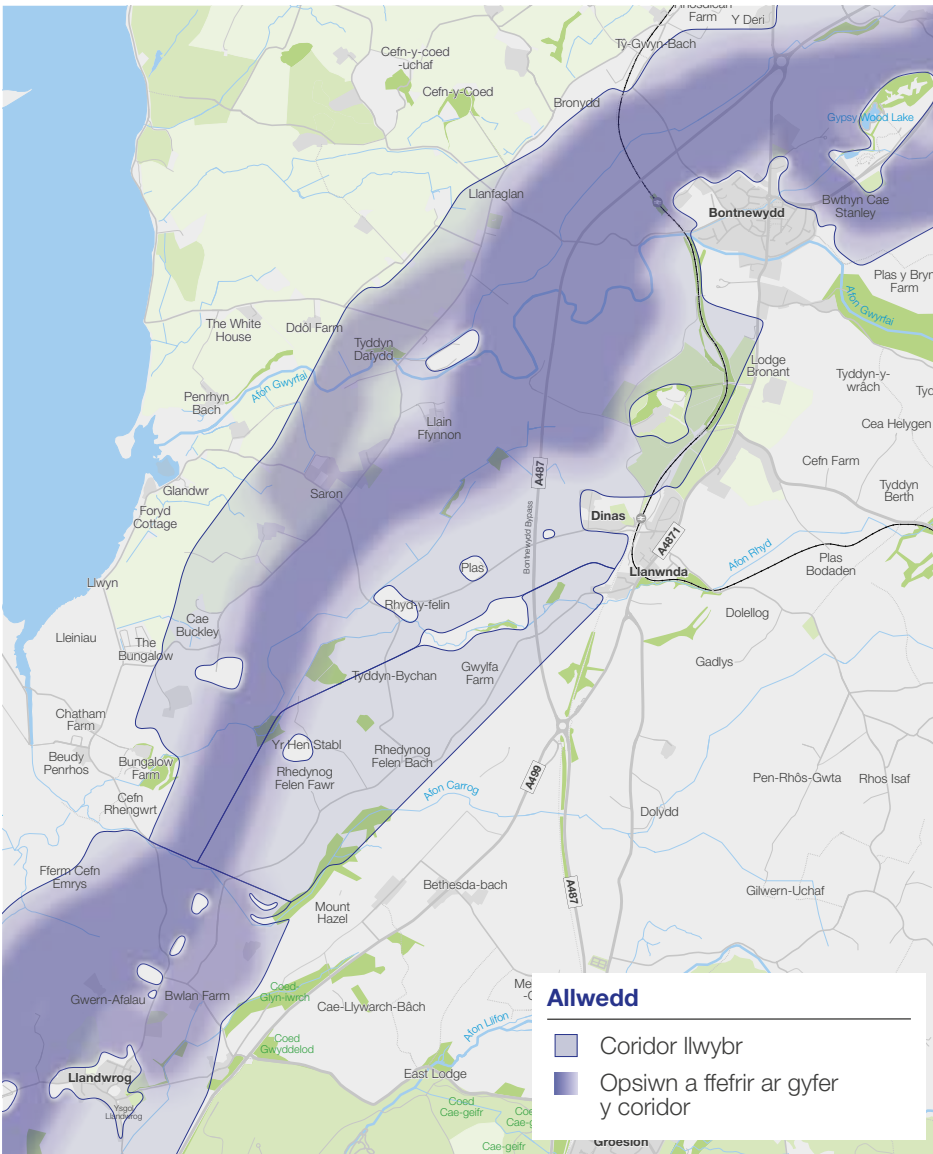 Farm
Y Deri
Tŷ-Gwyn-Bach
Cefn-y-coed
-uchaf
Cefn-y-Coed
Bronydd
Gypsy Wood Lake
Llanfaglan
Bontnewydd
Bwthyn Cae
Stanley
Plas y Bryn
Farm
Afon Gwyrfai
The White
House
Ddôl Farm
Tyddyn
Dafydd
Afon Gwyrfai
Penrhyn
Bach
Lodge
Bronant
Tyddyn-y-
wrâch
Cea Helygen
Llain
Ffynnon
Cefn Farm
A487
Glandwr
Saron
Tyddyn
Berth
Foryd
Cottage
Dinas
Bontnewydd Bypass
A4871
Afon Rhyd
Plas
Bodaden
Plas
Llanwnda
Llwyn
Rhyd-y-felin
Dolellog
Cae
Buckley
Lleiniau
The
Bungalow
Gwylfa
Farm
Gadlys
Tyddyn-Bychan
Chatham
Farm
Yr Hen Stabl
Rhedynog
Felen Bach
Beudy
Penrhos
Bungalow
Farm
Rhedynog
Felen Fawr
A499
Pen-Rhôs-Gwta
Rhos Isaf
Cefn
Rhengwrt
Afon Carrog
Dolydd
Fferm Cefn
Emrys
Bethesda-bach
A487
Gilwern-Uchaf
Mount
Hazel
Gwern-Afalau
Bwlan Farm
Coed-
Glyn-iwrch
Cae-Llywarch-Bâch
Afon Llifon
Coed
Gwyddelod
Llandwrog
East Lodge
Ysgol
Llandwrog
Coed
Cae-geifr
Cae-geifr
Groeslon
Allwedd
Coridor llwybr
Opsiwn a ffefrir ar gyfer
y coridor